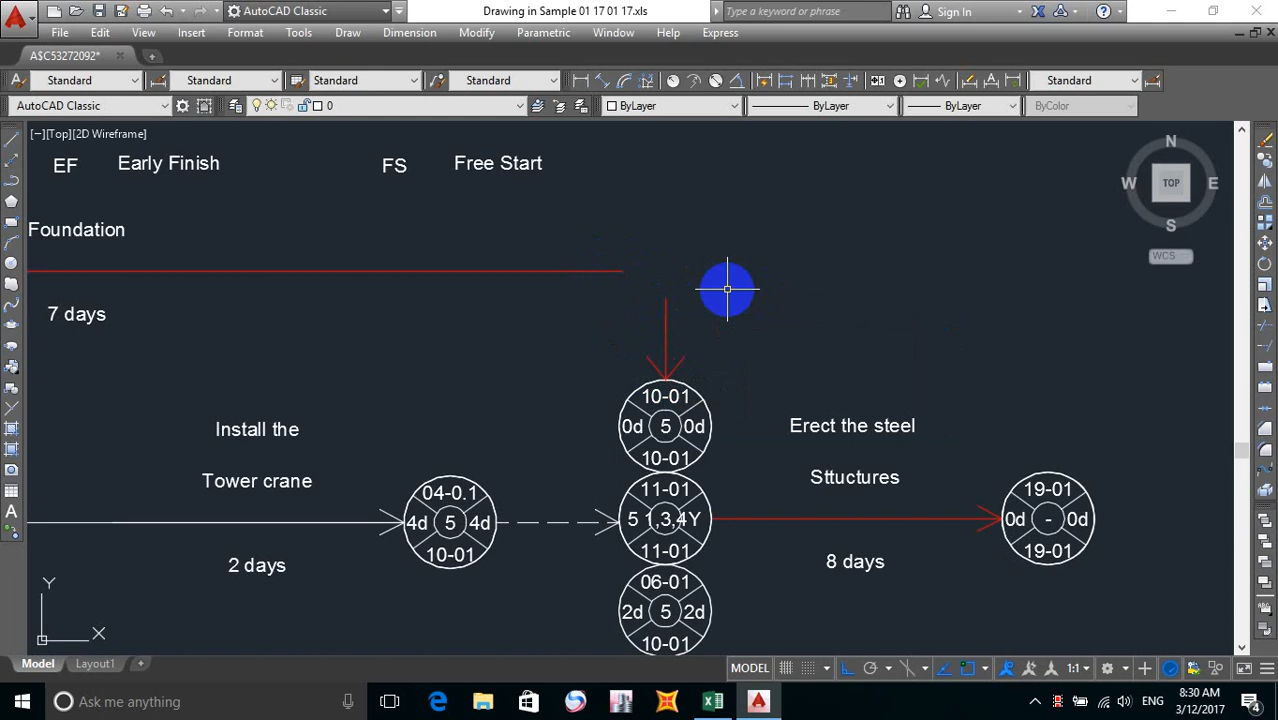 AutoCAD Classic
Drawing in Sample 01 17 01 17.xls
Type a keyword or phrase
Sign In
File Edit View Insert Format Tools Draw Dimension Modify Parametric Window Help Express
A$C53272092*
Standard Standard Standard Standard Standard
AutoCAD Classic 0 ByLayer ByLayer ByLayer ByColor
[−][Top][2D Wireframe]
EF Early Finish FS Free Start
N
W TOP E
S
WCS
Foundation
7 days
10-01
0d 5 0d
10-01
Install the
Tower crane
2 days
04-0.1
4d 5 4d
10-01
11-01
5 1,3,4Y
11-01
Erect the steel
Sttuctures
8 days
19-01
0d - 0d
19-01
06-01
2d 5 2d
10-01
Y
X
Model Layout1
MODEL 1:1
Ask me anything
ENG
8:30 AM
3/12/2017
4